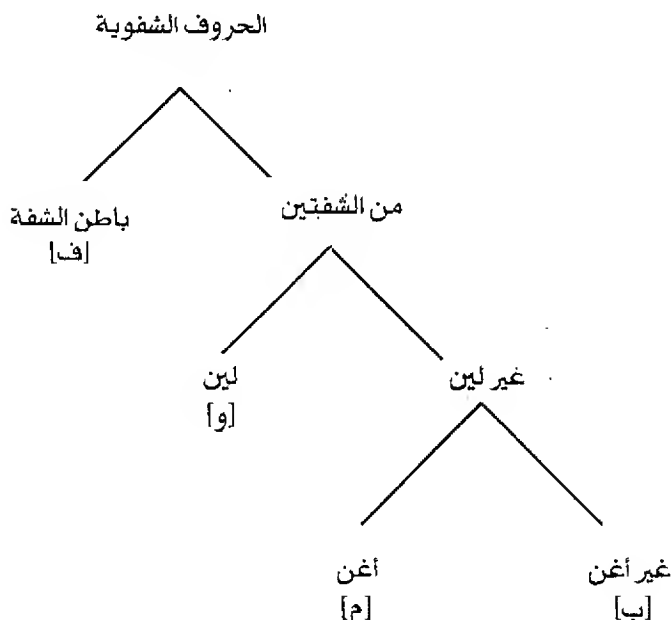 الحروف الشفوية
من الشفتين
باطن الشفة
[ف]
غير لين
لين
[و]
غير أغن
[ب]
أغن
[م]